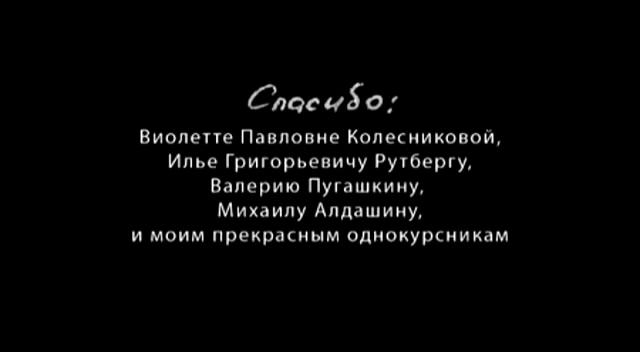 Спасибо:
Виолетте Павловне Колесниковой,
Илье Григорьевичу Рутбергу,
Валерию Пугашкину,
Михаилу Алдашину,
и моим прекрасным однокурсникам